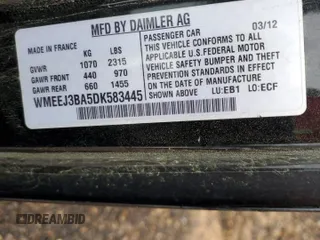 MFD BY DAIMLER AG
KG LBS
GVWR 1070 2315
GAWR FRONT 440 970
GAWR REAR 660 1455
WMEEJ3BA5DK583445
03/12
PASSENGER CAR
THIS VEHICLE CONFORMS TO ALL
APPLICABLE U.S.FEDERAL MOTOR
VEHICLE SAFETY BUMPER AND THEFT
PREVENTION STANDARDS IN EFFECT
ON THE DATE OF MANUFACTURE
SHOWN ABOVE
MADE IN: FRANCE
LU:EB1 LO:ECF
DREAMBID